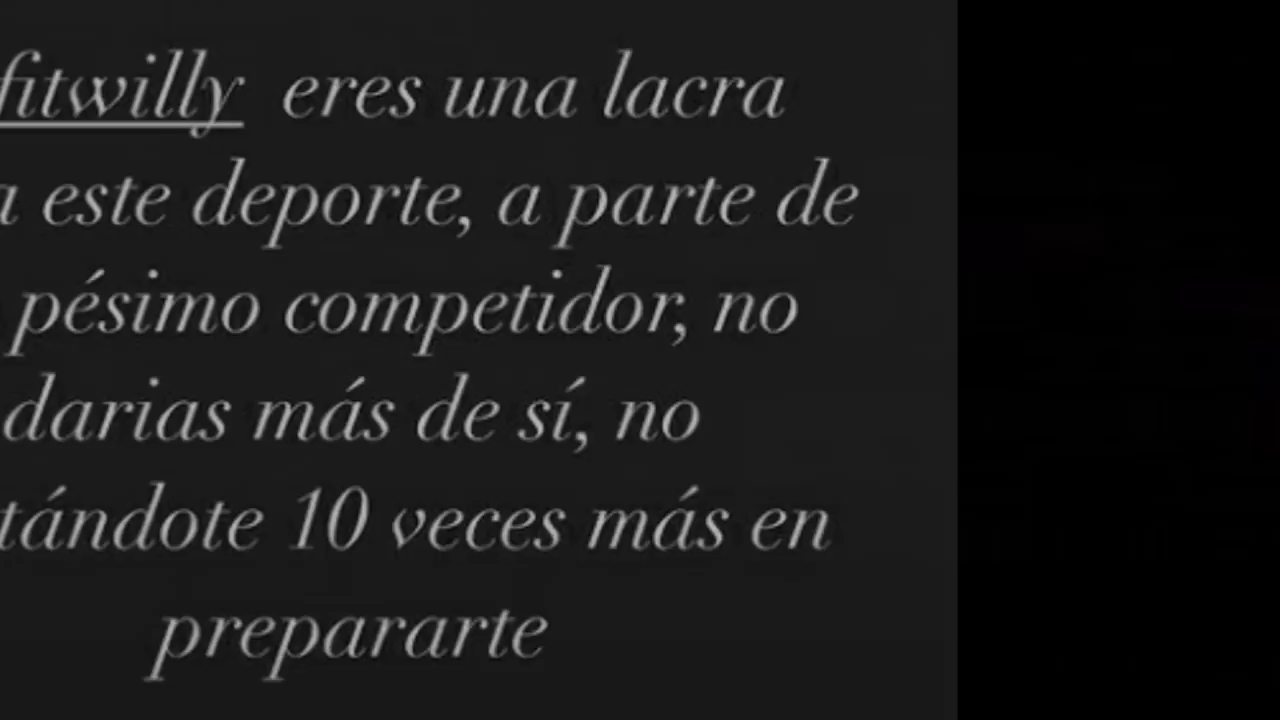 fitwilly eres una lacra
a este deporte, a parte de
pésimo competidor, no
darias más de sí, no
tándote 10 veces más en
prepararte